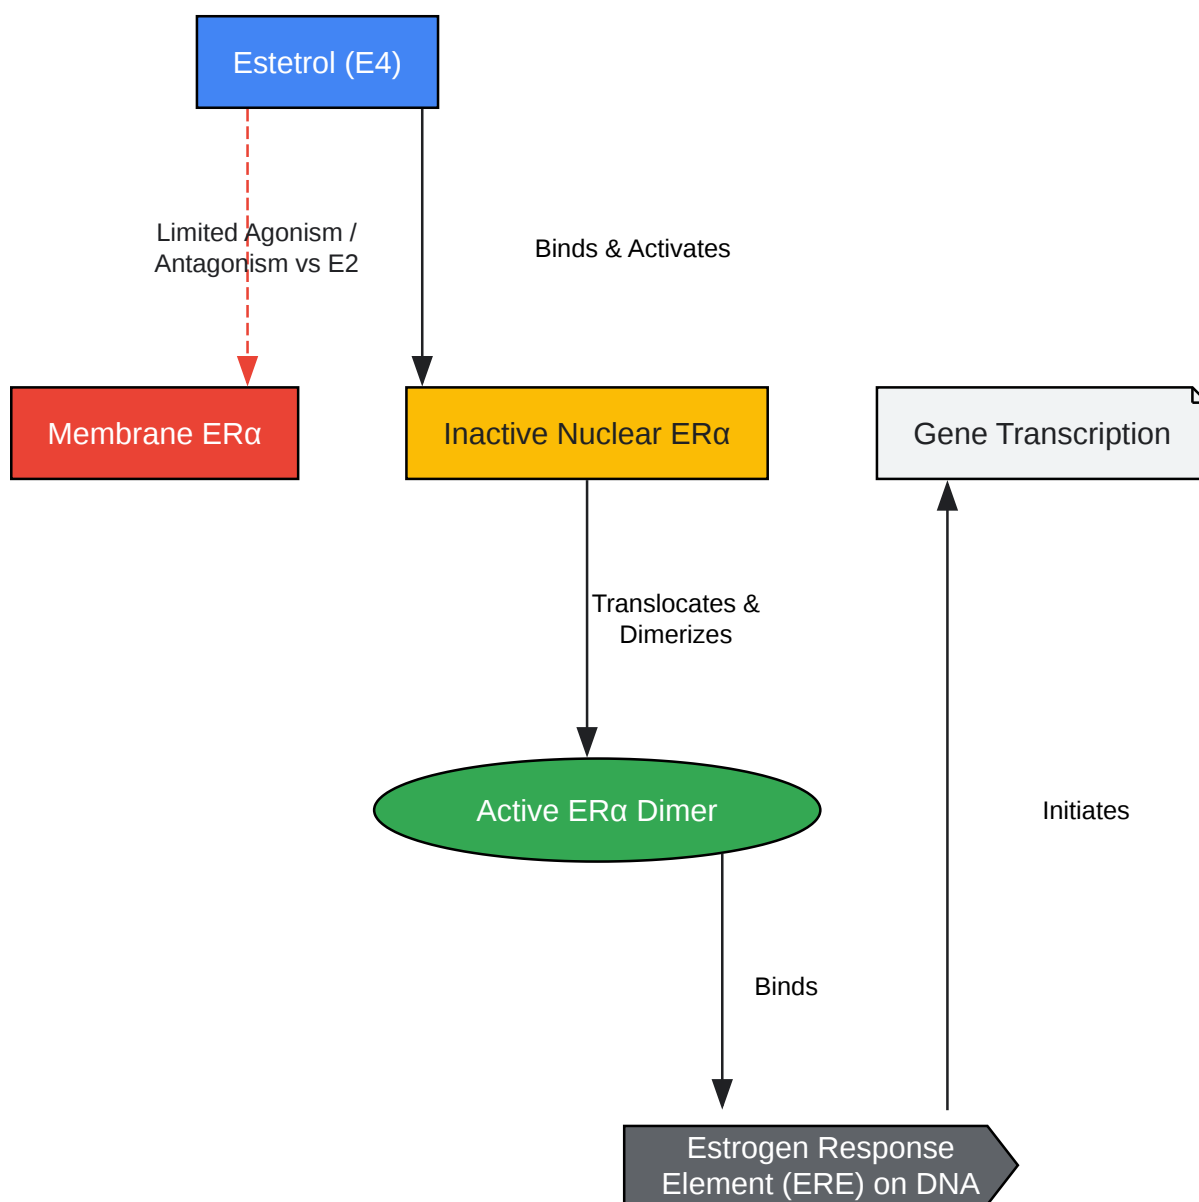 Estetrol (E4)
Limited Agonism /
Antagonism vs E2
Binds & Activates
Membrane ERα
Inactive Nuclear ERα
Gene Transcription
Translocates &
Dimerizes
Active ERα Dimer
Initiates
Binds
Estrogen Response
Element (ERE) on DNA